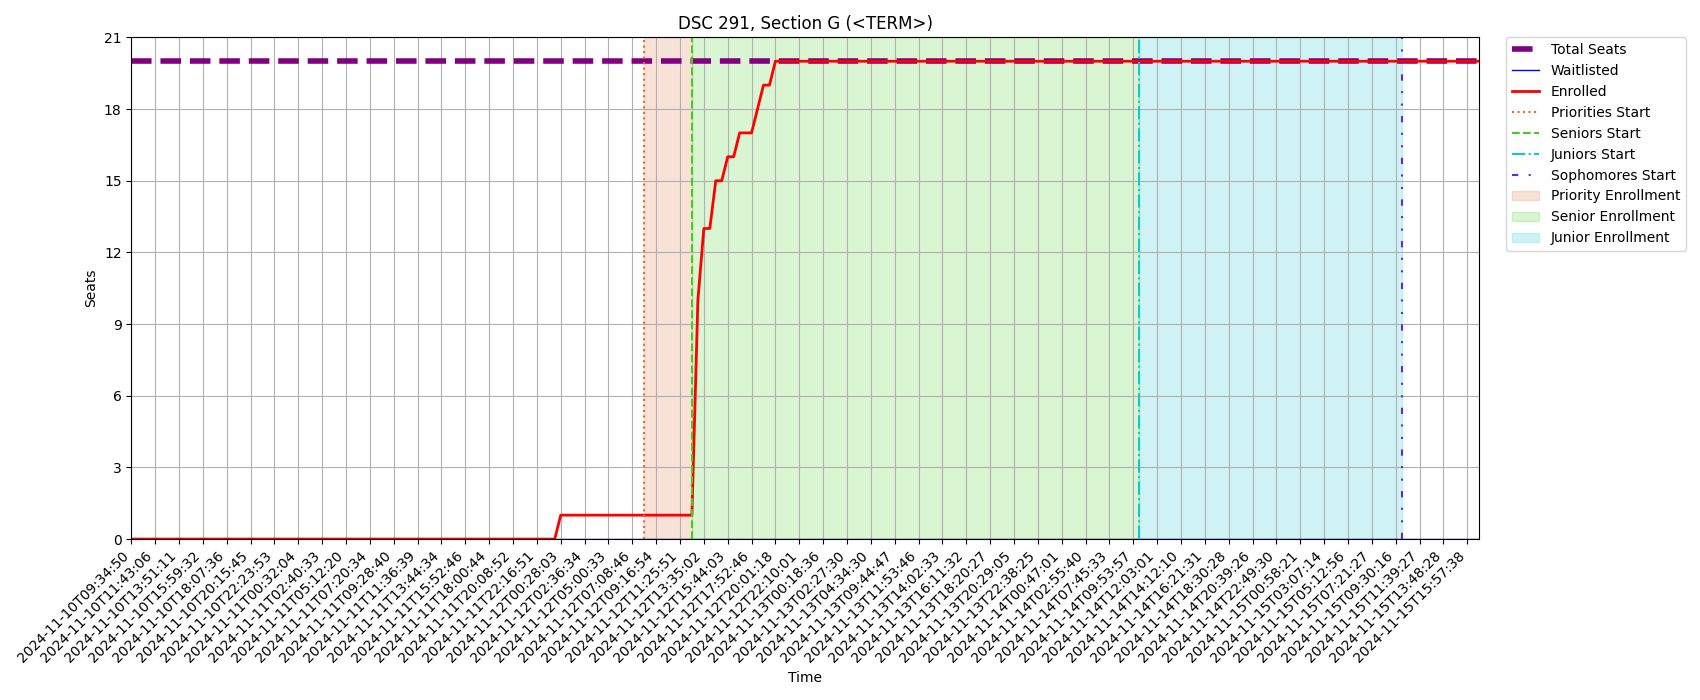 DSC 291, Section G (<TERM>)
Seats
21
18
15
12
9
6
3
0
2024-11-10T09:34:50
2024-11-10T11:43:06
2024-11-10T13:51:11
2024-11-10T15:59:32
2024-11-10T18:07:36
2024-11-10T20:15:45
2024-11-10T22:23:53
2024-11-11T00:32:04
2024-11-11T02:40:33
2024-11-11T05:12:20
2024-11-11T07:20:34
2024-11-11T09:28:40
2024-11-11T11:36:39
2024-11-11T13:44:34
2024-11-11T15:52:46
2024-11-11T18:00:44
2024-11-11T20:08:52
2024-11-11T22:16:51
2024-11-12T00:28:03
2024-11-12T02:36:34
2024-11-12T05:00:33
2024-11-12T07:08:46
2024-11-12T09:16:54
2024-11-12T11:25:51
2024-11-12T13:35:02
2024-11-12T15:44:03
2024-11-12T17:52:46
2024-11-12T20:01:18
2024-11-12T22:10:01
2024-11-13T00:18:36
2024-11-13T02:27:30
2024-11-13T04:34:30
2024-11-13T09:44:47
2024-11-13T11:53:46
2024-11-13T14:02:33
2024-11-13T16:11:32
2024-11-13T18:20:27
2024-11-13T20:29:05
2024-11-13T22:38:25
2024-11-14T00:47:01
2024-11-14T02:55:40
2024-11-14T07:45:33
2024-11-14T09:53:57
2024-11-14T12:03:01
2024-11-14T14:12:10
2024-11-14T16:21:31
2024-11-14T18:30:28
2024-11-14T20:39:26
2024-11-14T22:49:30
2024-11-15T00:58:21
2024-11-15T03:07:14
2024-11-15T05:12:56
2024-11-15T07:21:27
2024-11-15T09:30:16
2024-11-15T11:39:27
2024-11-15T13:48:28
2024-11-15T15:57:38
Time
Total Seats
Waitlisted
Enrolled
Priorities Start
Seniors Start
Juniors Start
Sophomores Start
Priority Enrollment
Senior Enrollment
Junior Enrollment